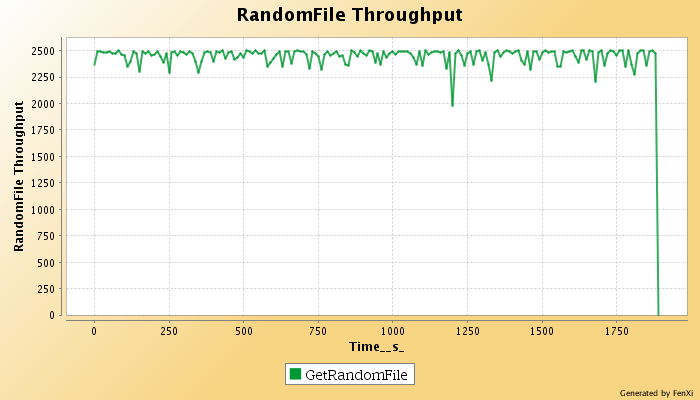 RandomFile Throughput
RandomFile Throughput
2500
2250
2000
1750
1500
1250
1000
750
500
250
0
0 250 500 750 1000 1250 1500 1750
Time__s_
GetRandomFile
Generated by FenXi